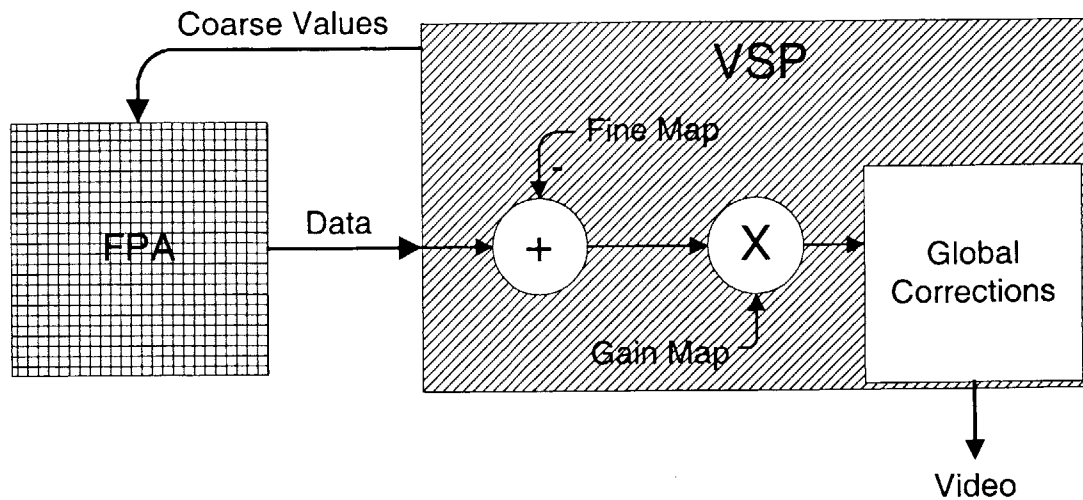 Coarse Values
VSP
Fine Map
-
FPA
Data
+
X
Global
Corrections
Gain Map
Video